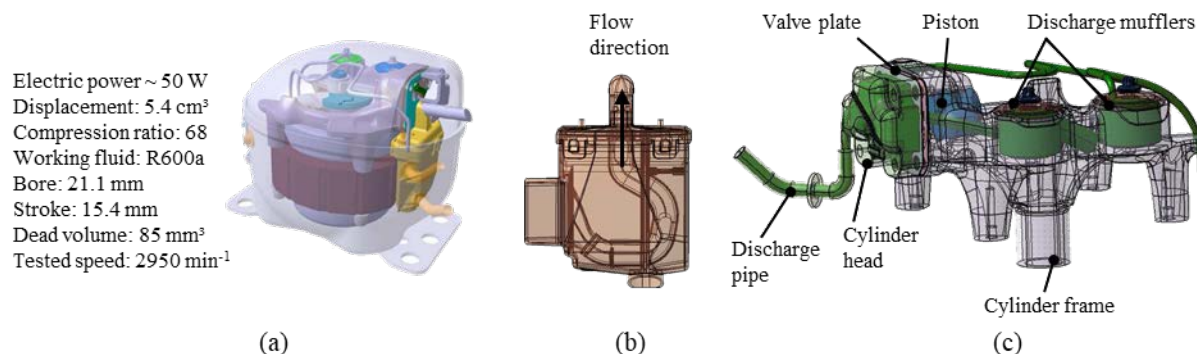 Electric power ~ 50 W
Displacement: 5.4 cm³
Compression ratio: 68
Working fluid: R600a
Bore: 21.1 mm
Stroke: 15.4 mm
Dead volume: 85 mm³
Tested speed: 2950 min⁻¹
(a)
Flow
direction
(b)
Valve plate
Piston
Discharge mufflers
Discharge
pipe
Cylinder
head
Cylinder frame
(c)